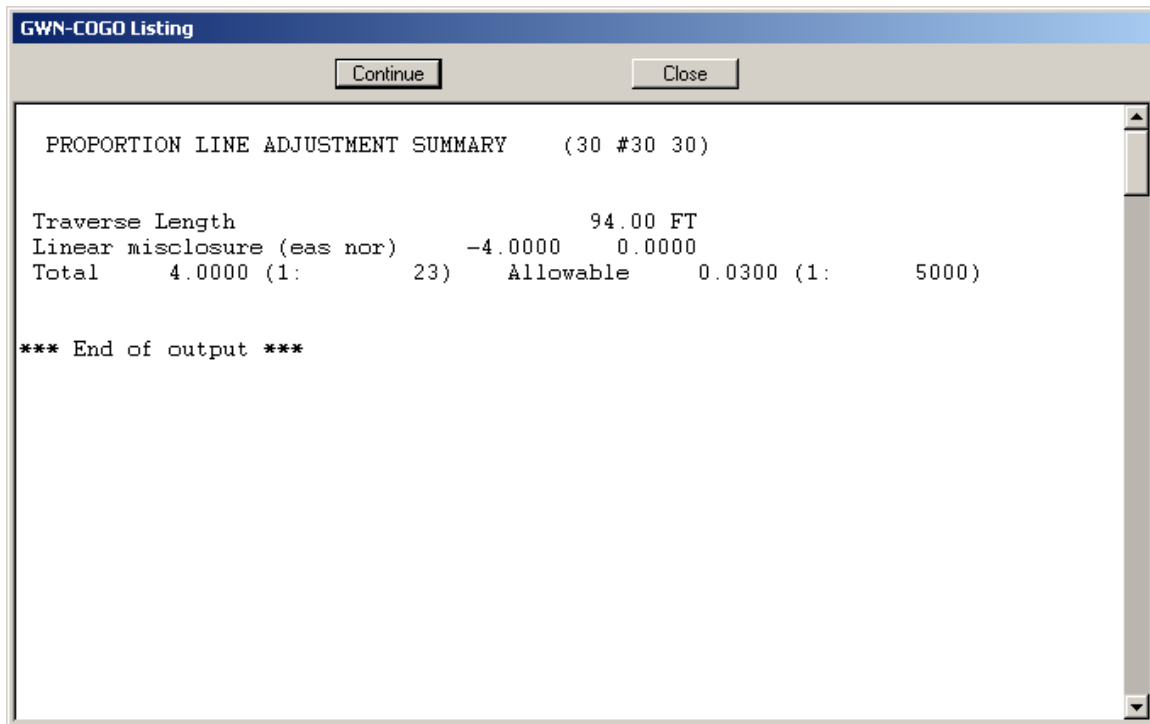 GWN-COGO Listing
Continue Close
PROPORTION LINE ADJUSTMENT SUMMARY (30 #30 30)
Traverse Length 94.00 FT
Linear misclosure (eas nor) -4.0000 0.0000
Total 4.0000 (1: 23) Allowable 0.0300 (1: 5000)
*** End of output ***